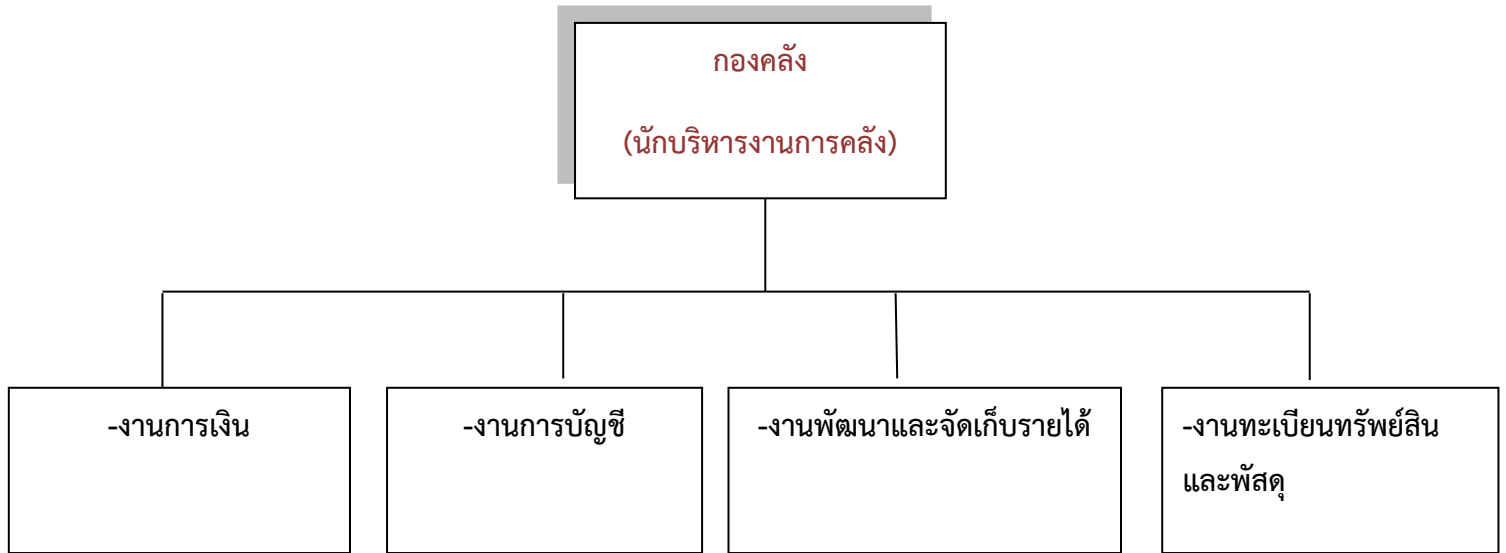 กองคลัง
(นักบริหารงานการคลัง)
-งานการเงิน
-งานการบัญชี
-งานพัฒนาและจัดเก็บรายได้
-งานทะเบียนทรัพย์สิน
และพัสดุ